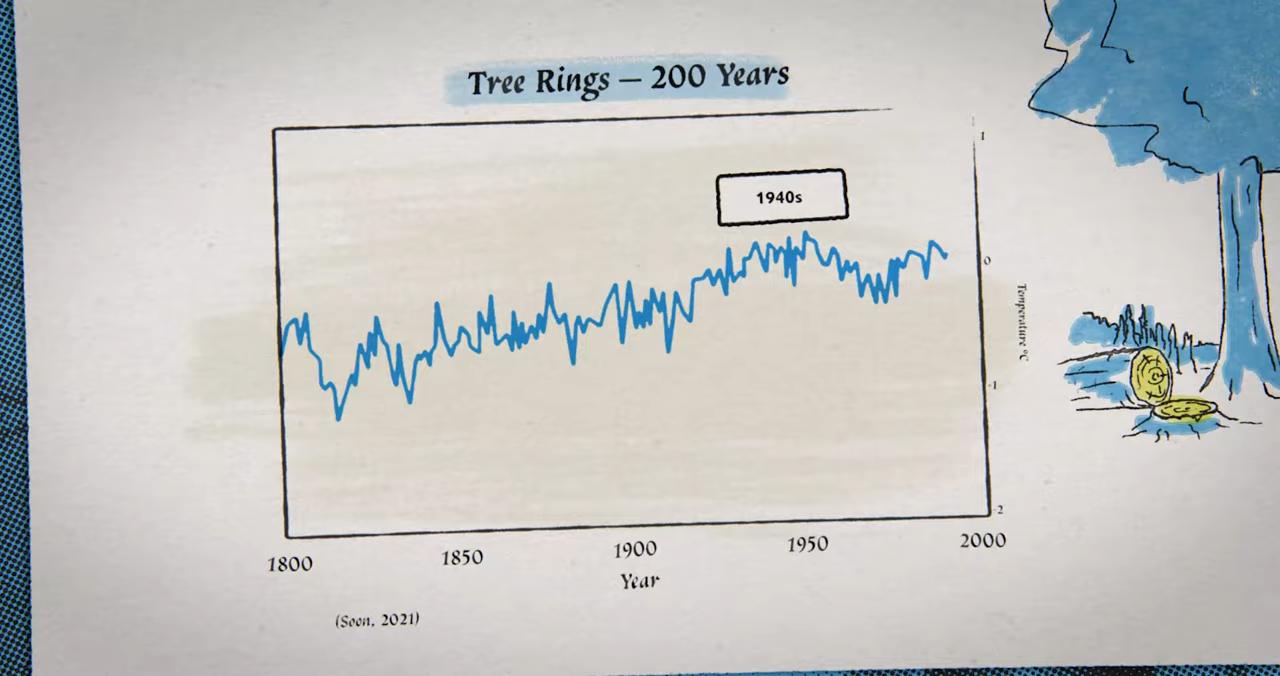 Tree Rings – 200 Years
1940s
1
0
-1
-2
Temperature °C
1800 1850 1900 1950 2000
Year
(Soon, 2021)